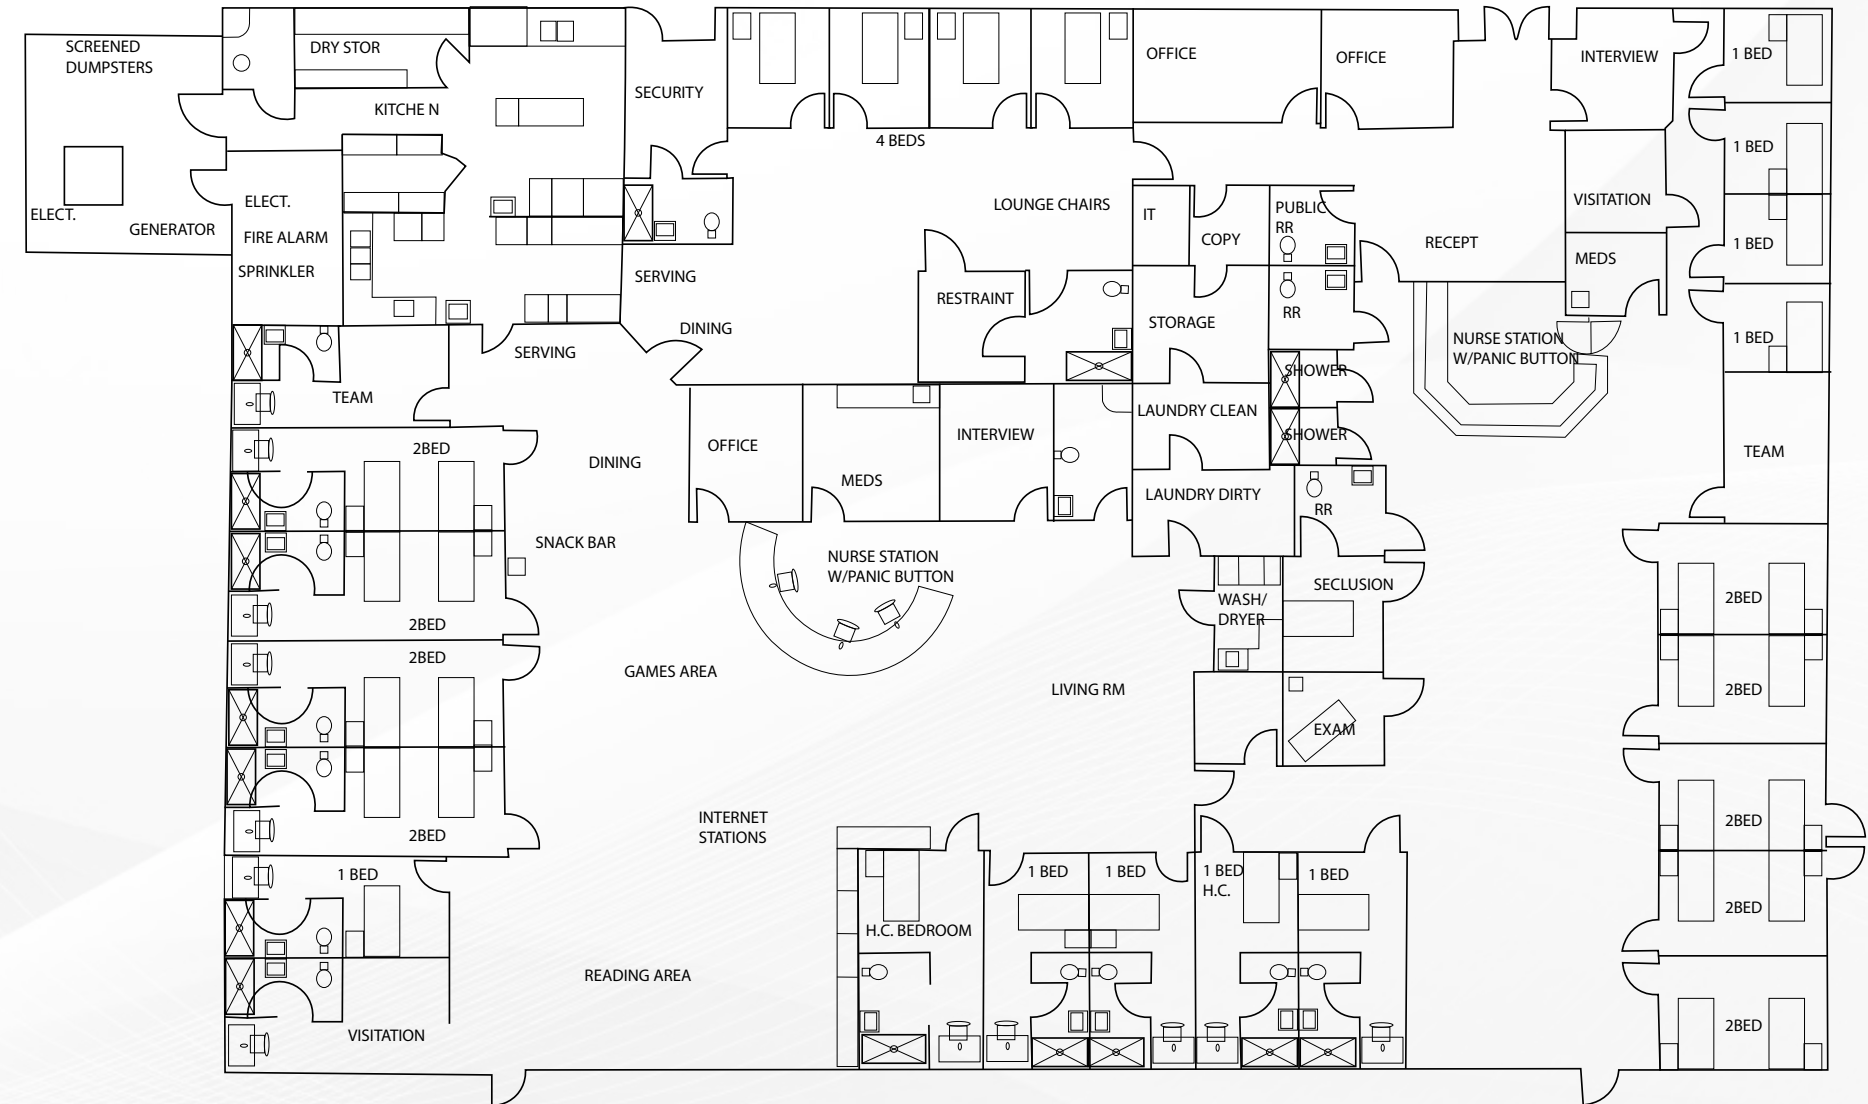 SCREENED
DUMPSTERS
ELECT.
GENERATOR
DRY STOR
KITCHE N
ELECT.
FIRE ALARM
SPRINKLER
SECURITY
4 BEDS
LOUNGE CHAIRS
SERVING
DINING
RESTRAINT
OFFICE
OFFICE
IT
COPY
PUBLIC
RR
STORAGE
RR
SHOWER
SHOWER
LAUNDRY CLEAN
LAUNDRY DIRTY
RR
RECEPT
INTERVIEW
VISITATION
MEDS
NURSE STATION
W/PANIC BUTTON
1 BED
1 BED
1 BED
1 BED
TEAM
SERVING
TEAM
DINING
OFFICE
MEDS
INTERVIEW
2BED
SNACK BAR
2BED
2BED
2BED
1 BED
VISITATION
NURSE STATION
W/PANIC BUTTON
GAMES AREA
LIVING RM
INTERNET
STATIONS
READING AREA
WASH/
DRYER
SECLUSION
EXAM
H.C. BEDROOM
1 BED
1 BED
1 BED
H.C.
1 BED
2BED
2BED
2BED
2BED
2BED